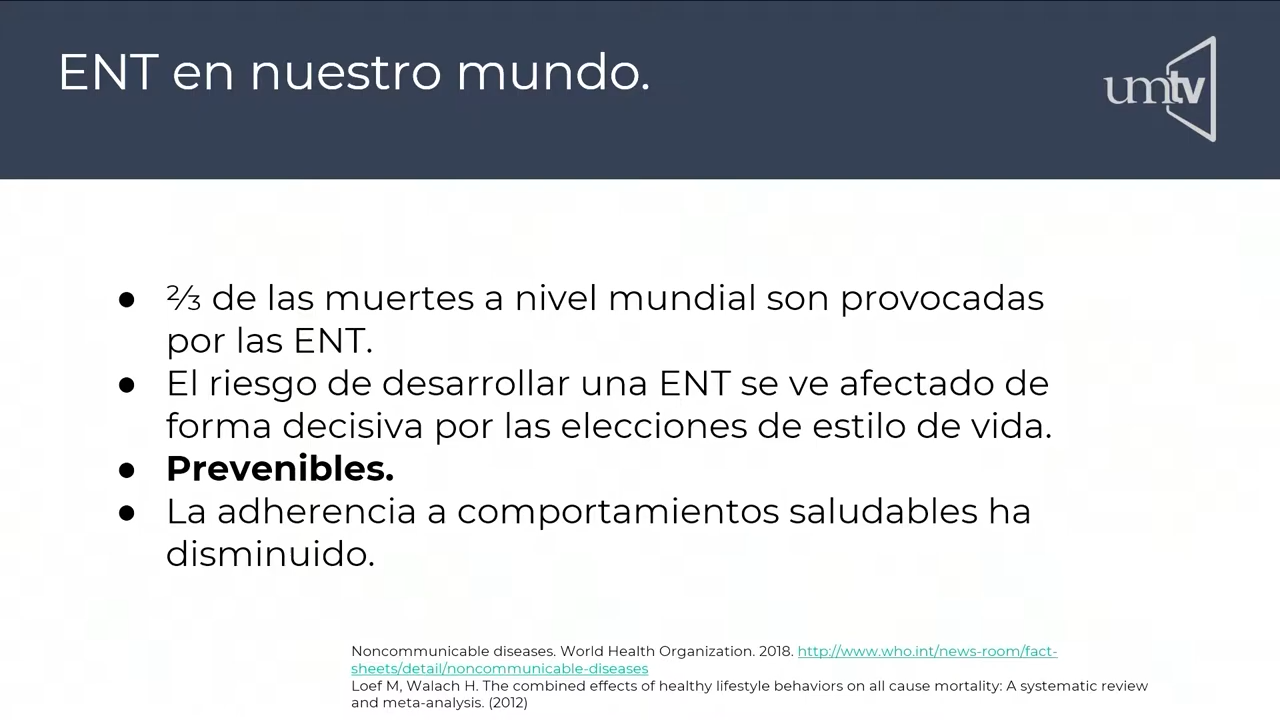 ENT en nuestro mundo.
umtv
● ⅔ de las muertes a nivel mundial son provocadas
por las ENT.
● El riesgo de desarrollar una ENT se ve afectado de
forma decisiva por las elecciones de estilo de vida.
● Prevenibles.
● La adherencia a comportamientos saludables ha
disminuido.
Noncommunicable diseases. World Health Organization. 2018. http://www.who.int/news-room/fact-
sheets/detail/noncommunicable-diseases
Loef M, Walach H. The combined effects of healthy lifestyle behaviors on all cause mortality: A systematic review
and meta-analysis. (2012)